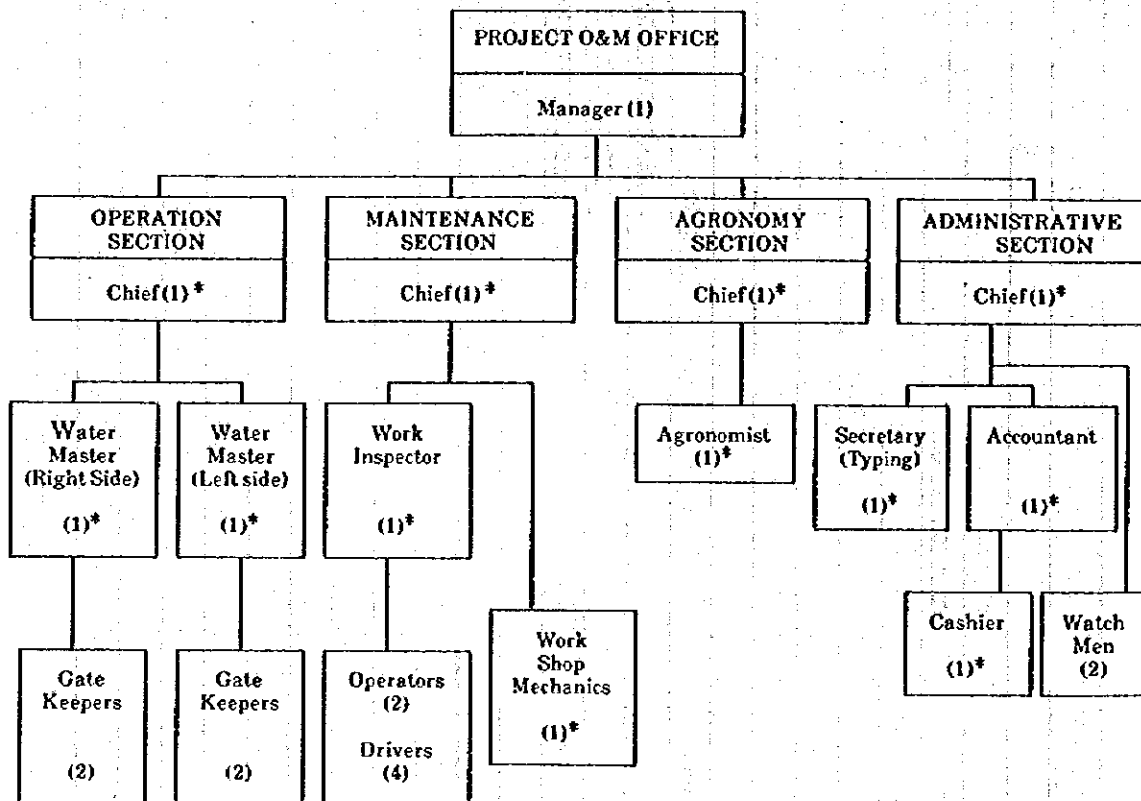 PROJECT O&M OFFICE
Manager (1)
OPERATION
SECTION
Chief (1)*
MAINTENANCE
SECTION
Chief (1)*
AGRONOMY
SECTION
Chief (1)*
ADMINISTRATIVE
SECTION
Chief (1)*
Water
Master
(Right Side)
(1)*
Water
Master
(Left side)
(1)*
Work
Inspector
(1)*
Agronomist
(1)*
Secretary
(Typing)
(1)*
Accountant
(1)*
Gate
Keepers
(2)
Gate
Keepers
(2)
Operators
(2)
Drivers
(4)
Work
Shop
Mechanics
(1)*
Cashier
(1)*
Watch
Men
(2)